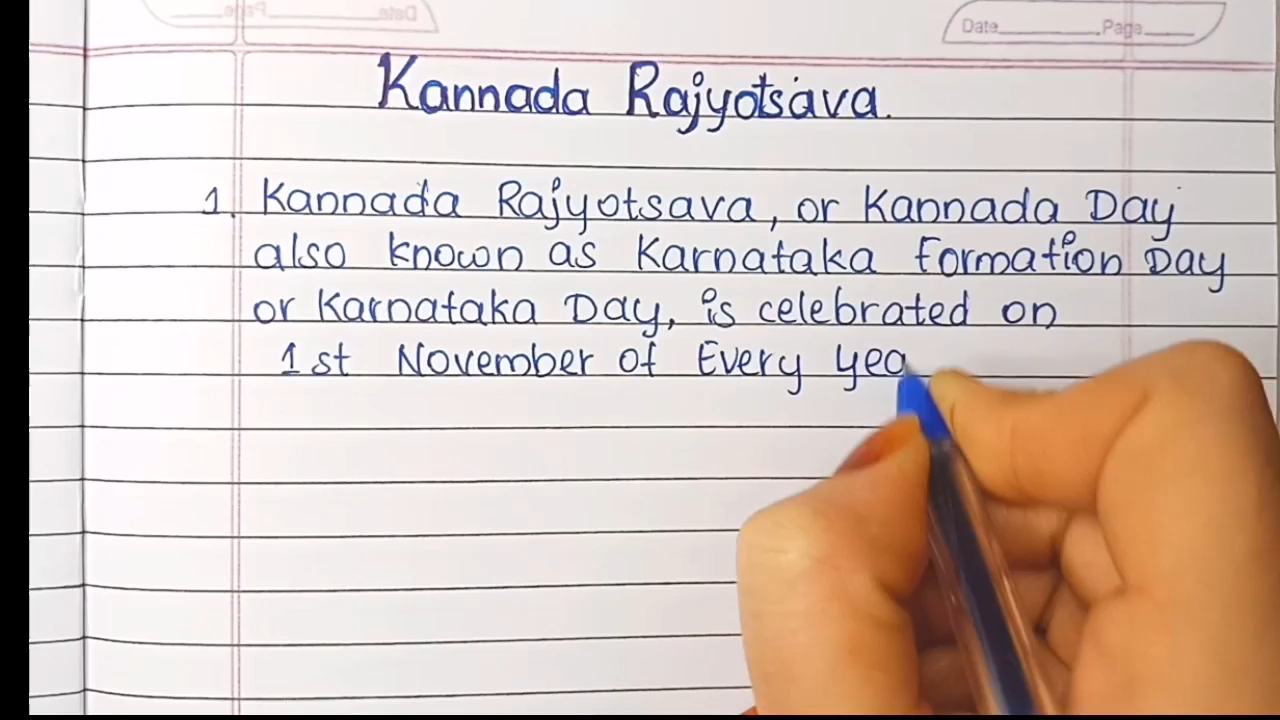 Date Page
Kannada Rajyotsava.
1. Kannada Rajyotsava, or Kannada Day
also known as Karnataka Formation Day
or Karnataka Day, is celebrated on
1st November of Every yea